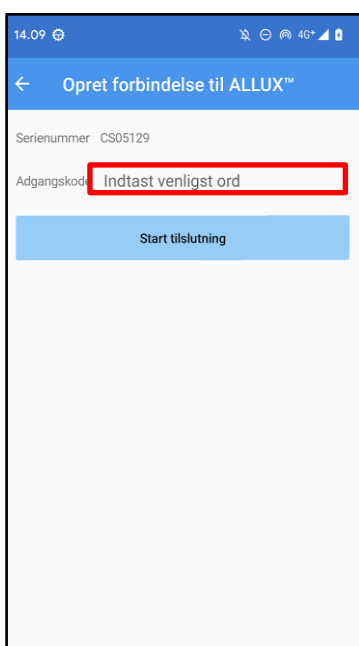 14.09 4G+
Opret forbindelse til ALLUX™
Serienummer CS05129
Adgangskode Indtast venligst ord
Start tilslutning